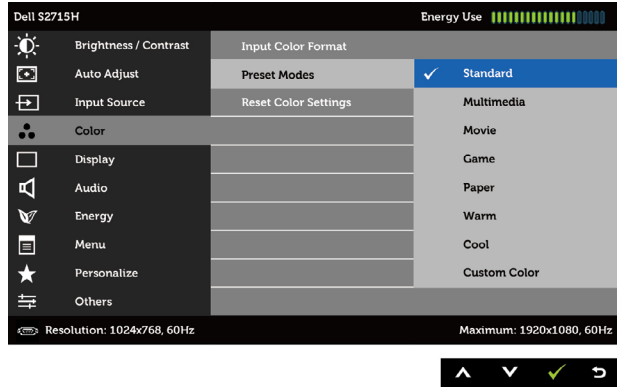 Dell S2715H Energy Use
Brightness / Contrast Input Color Format
Auto Adjust Preset Modes Standard
Input Source Reset Color Settings Multimedia
Color Movie
Display Game
Audio Paper
Energy Warm
Menu Cool
Personalize Custom Color
Others
Resolution: 1024x768, 60Hz Maximum: 1920x1080, 60Hz